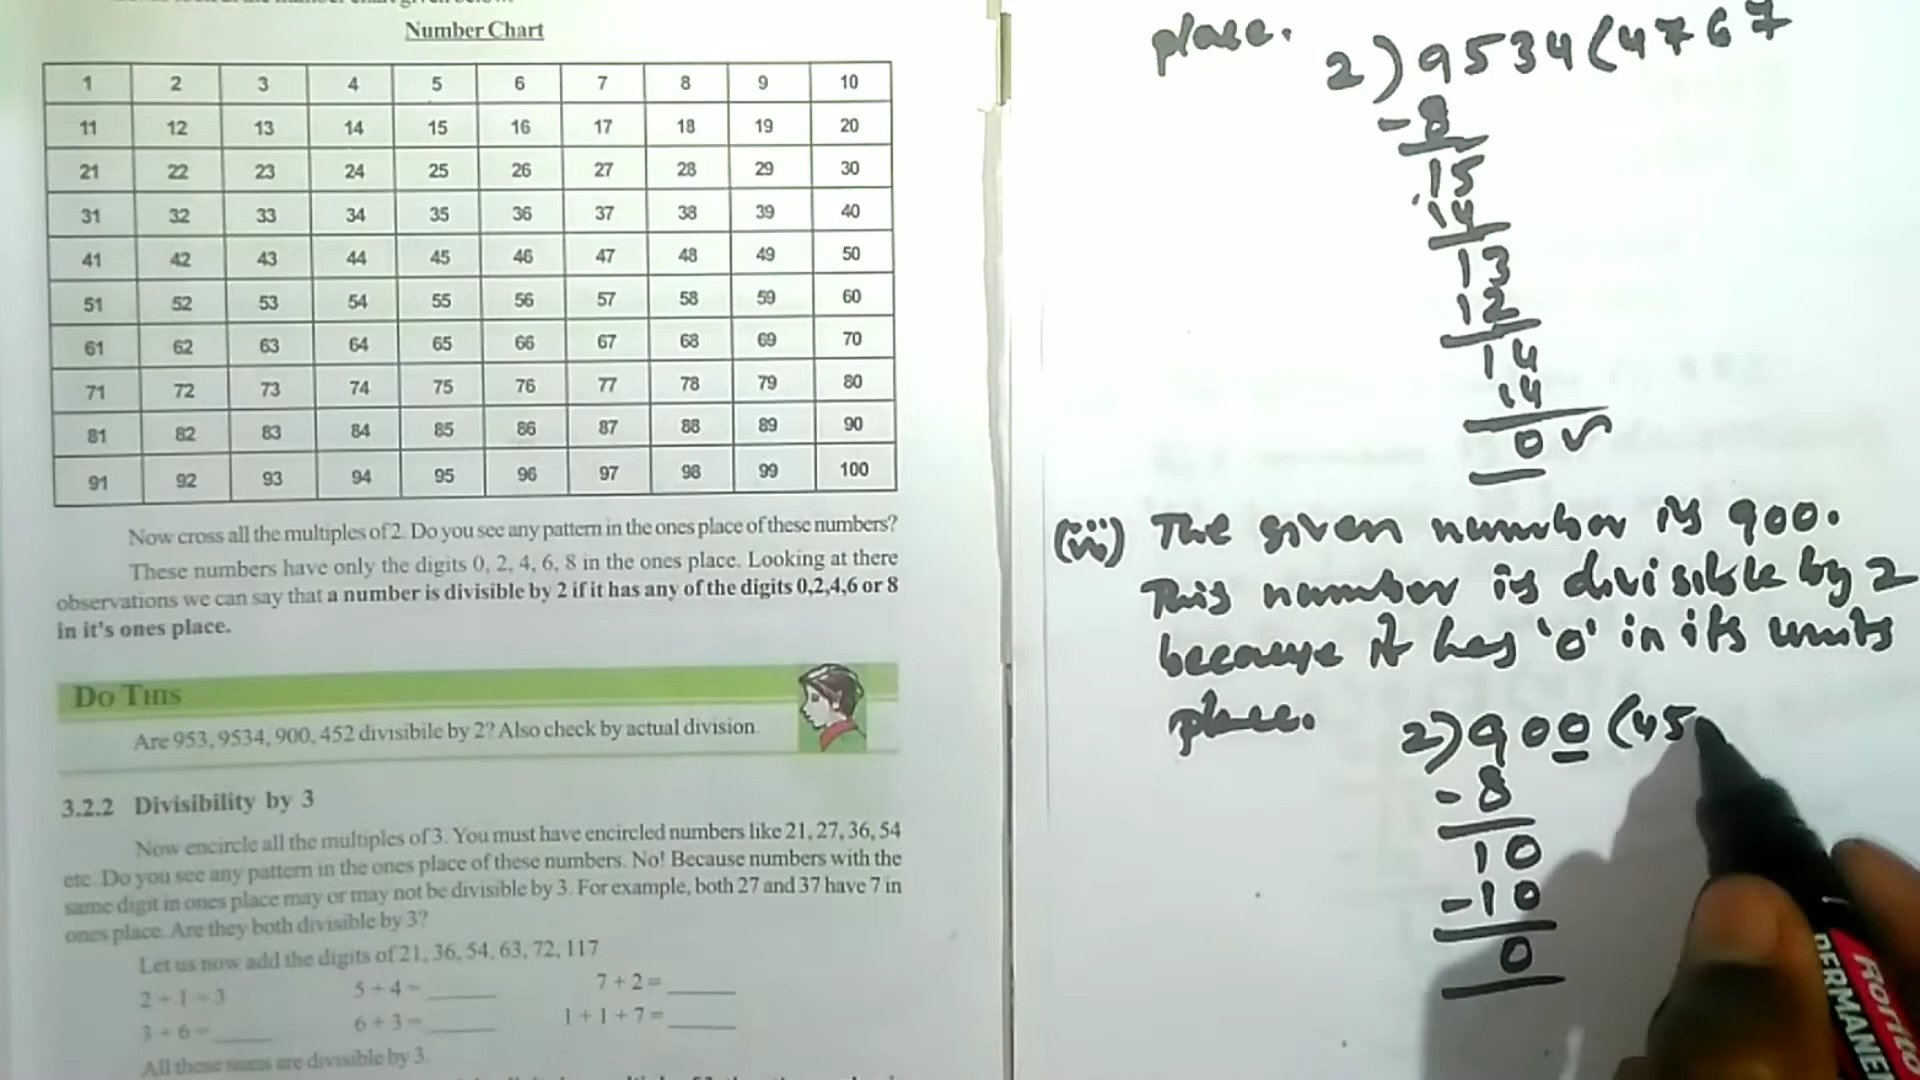 Number Chart
1 2 3 4 5 6 7 8 9 10
11 12 13 14 15 16 17 18 19 20
21 22 23 24 25 26 27 28 29 30
31 32 33 34 35 36 37 38 39 40
41 42 43 44 45 46 47 48 49 50
51 52 53 54 55 56 57 58 59 60
61 62 63 64 65 66 67 68 69 70
71 72 73 74 75 76 77 78 79 80
81 82 83 84 85 86 87 88 89 90
91 92 93 94 95 96 97 98 99 100
Now cross all the multiples of 2. Do you see any pattern in the ones place of these numbers?
These numbers have only the digits 0, 2, 4, 6, 8 in the ones place. Looking at there
observations we can say that a number is divisible by 2 if it has any of the digits 0,2,4,6 or 8
in it's ones place.
DO THIS
Are 953, 9534, 900, 452 divisibile by 2? Also check by actual division.
3.2.2 Divisibility by 3
Now encircle all the multiples of 3. You must have encircled numbers like 21, 27, 36, 54
etc. Do you see any pattern in the ones place of these numbers. No! Because numbers with the
same digit in ones place may or may not be divisible by 3. For example, both 27 and 37 have 7 in
ones place. Are they both divisible by 3?
Let us now add the digits of 21, 36, 54, 63, 72, 117
2 + 1 = 3 5 + 4 = ____ 7 + 2 = ____
3 + 6 = ____ 6 + 3 = ____ 1 + 1 + 7 = ____
All these sums are divisible by 3.
place.
2)9534(4767
-8
15
14
13
12
14
14
0
(iii) The given number is 900.
This number is divisible by 2
because it has '0' in its units
place.
2)900(45
-8
10
-10
0
PERMANE